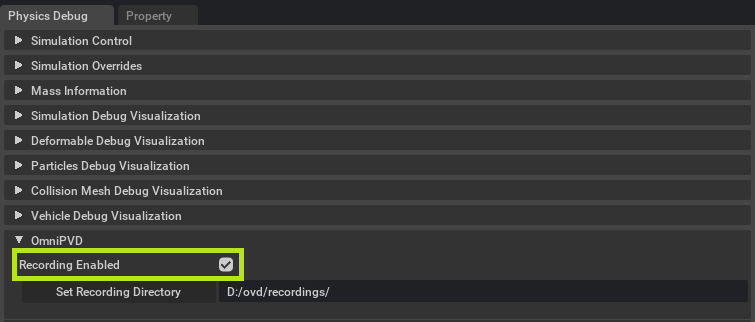 Physics Debug Property
Simulation Control
Simulation Overrides
Mass Information
Simulation Debug Visualization
Deformable Debug Visualization
Particles Debug Visualization
Collision Mesh Debug Visualization
Vehicle Debug Visualization
OmniPVD
Recording Enabled
Set Recording Directory D:/ovd/recordings/